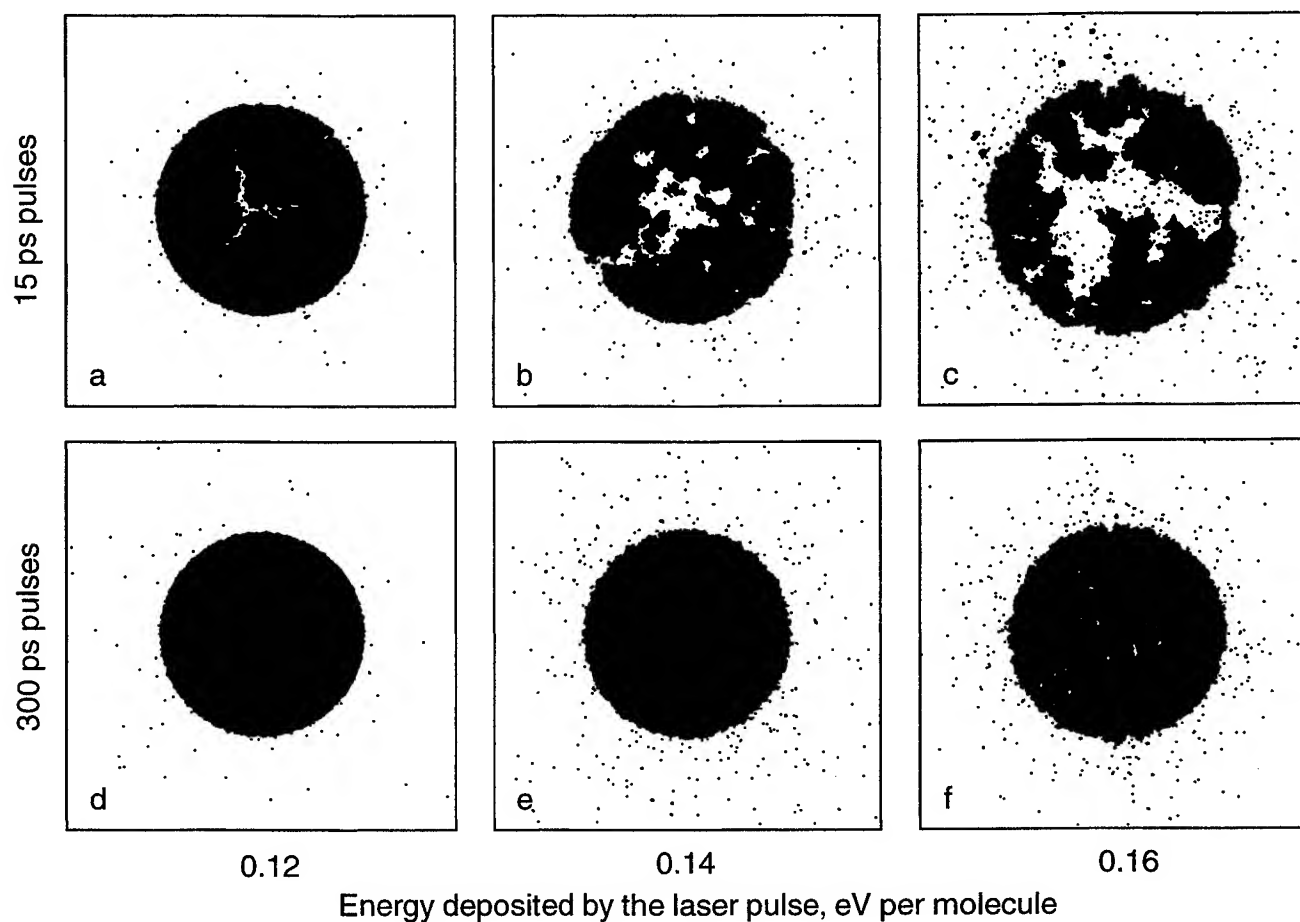 15 ps pulses
a
b
c
300 ps pulses
d
e
f
0.12
0.14
0.16
Energy deposited by the laser pulse, eV per molecule